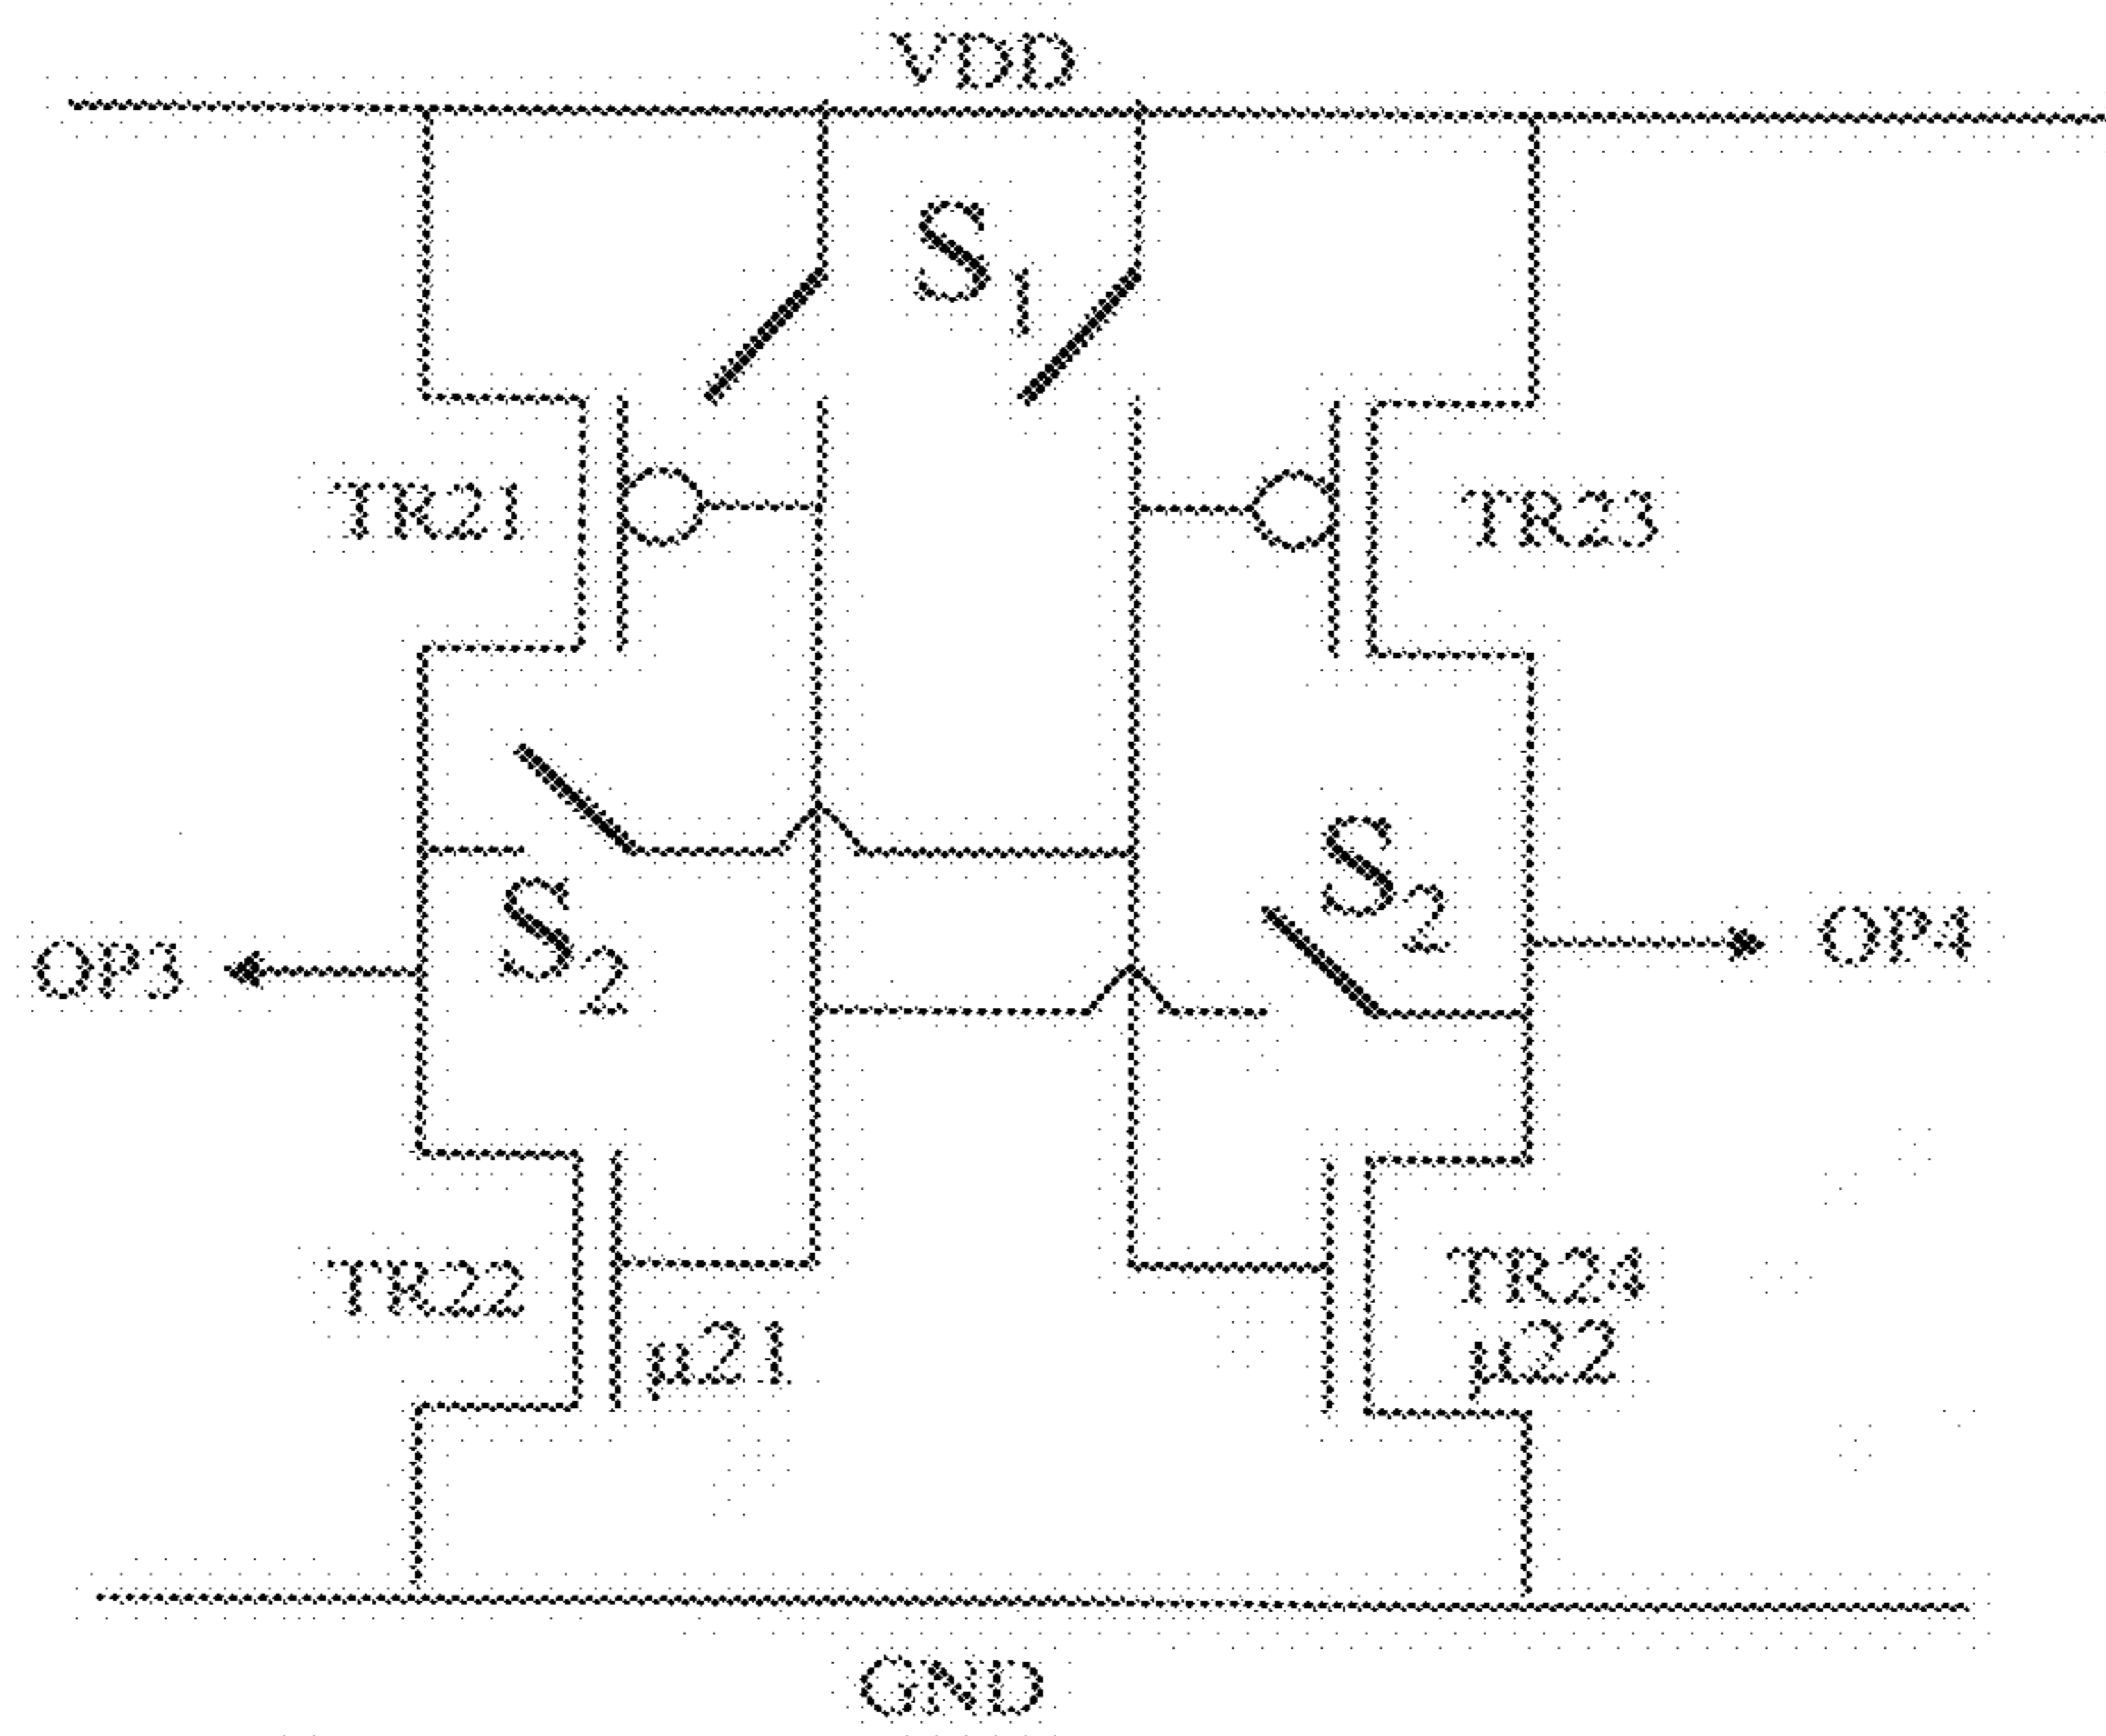 VDD
S1
TR21
TR23
S2
S2
OP3
OP4
TR22
TR24
μ21
μ22
GND